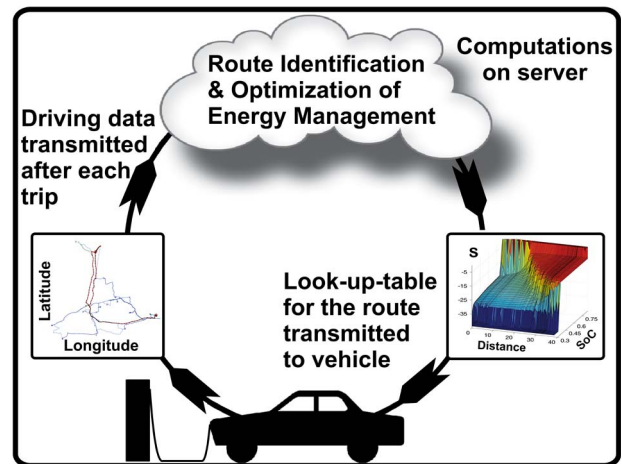 Route Identification
& Optimization of
Energy Management
Computations
on server
Driving data
transmitted
after each
trip
Latitude
Longitude
Look-up-table
for the route
transmitted
to vehicle
S
-5
-15
-25
-35
0
10
20
30
40
Distance
0.3
0.45
0.6
0.75
SoC